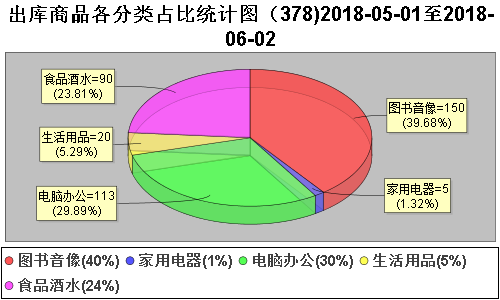 出库商品各分类占比统计图（378)2018-05-01至2018-
06-02
食品酒水=90
(23.81%)
图书音像=150
(39.68%)
生活用品=20
(5.29%)
家用电器=5
(1.32%)
电脑办公=113
(29.89%)
图书音像(40%) 家用电器(1%) 电脑办公(30%) 生活用品(5%)
食品酒水(24%)